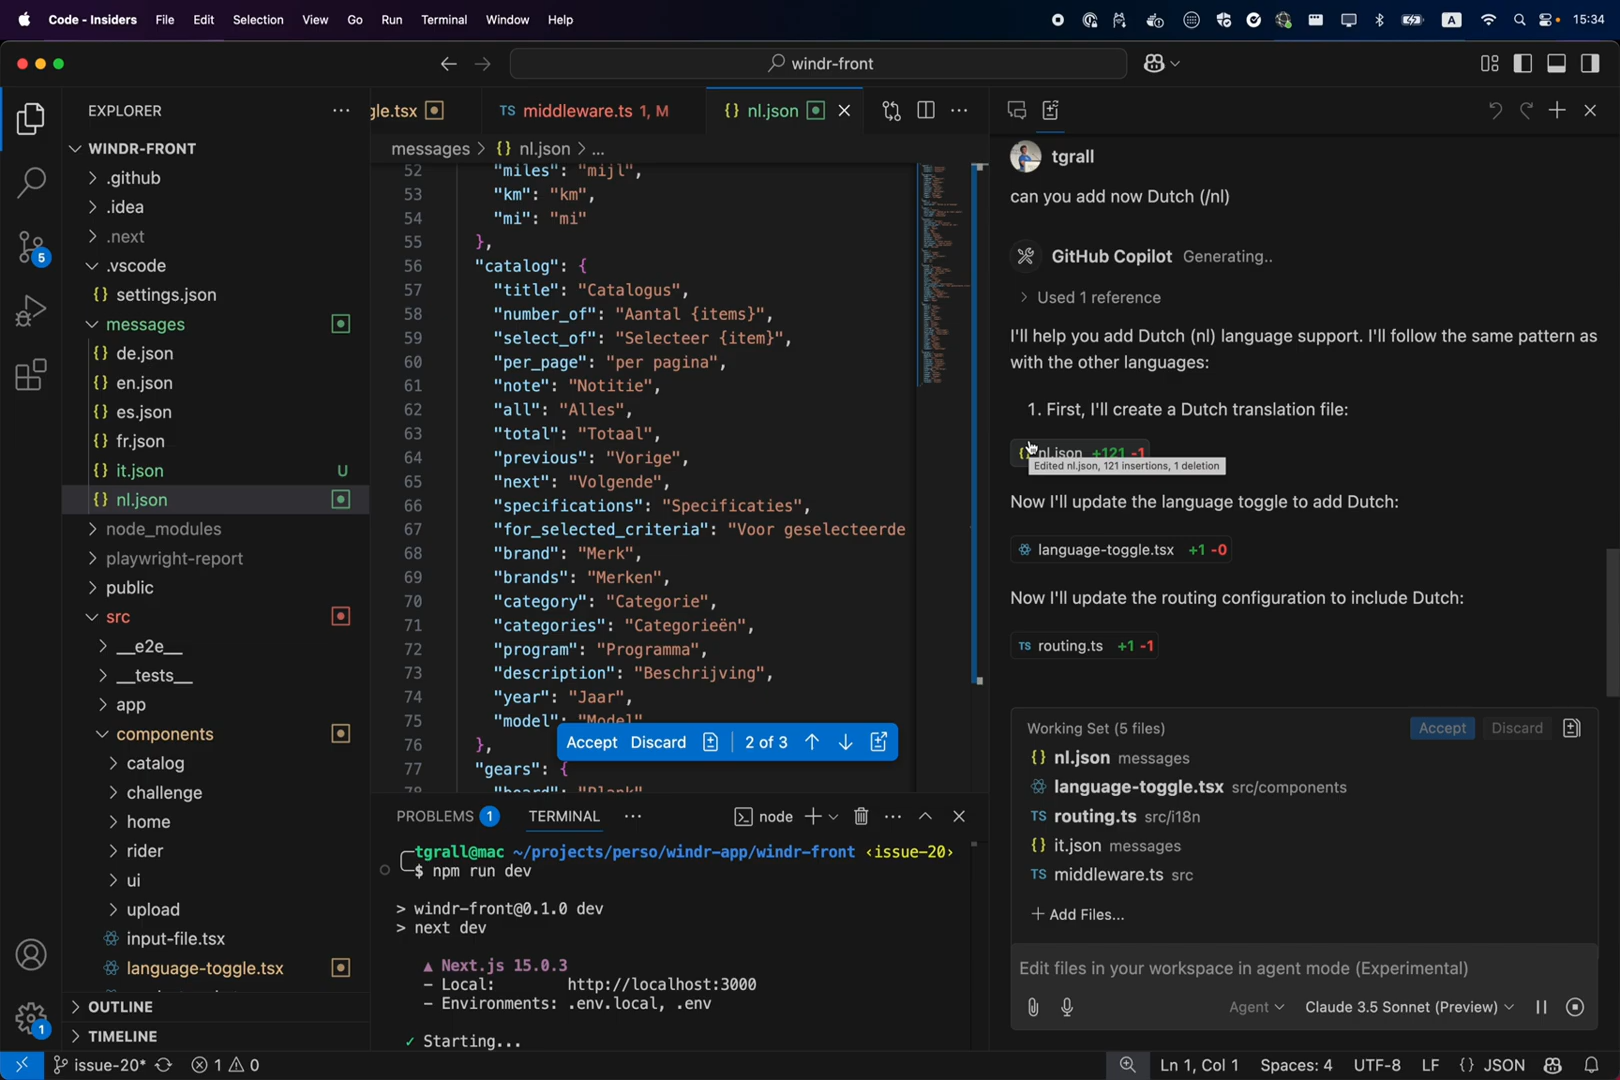 Code - Insiders File Edit Selection View Go Run Terminal Window Help
A 15:34
windr-front
EXPLORER
WINDR-FRONT
.github
.idea
.next
.vscode
{} settings.json
messages
{} de.json
{} en.json
{} es.json
{} fr.json
{} it.json U
{} nl.json
node_modules
playwright-report
public
src
__e2e__
__tests__
app
components
catalog
challenge
home
rider
ui
upload
input-file.tsx
language-toggle.tsx
OUTLINE
TIMELINE
5
1
gle.tsx TS middleware.ts 1, M {} nl.json
messages > {} nl.json > ...
52 "miles": "mijl",
53 "km": "km",
54 "mi": "mi"
55 },
56 "catalog": {
57 "title": "Catalogus",
58 "number_of": "Aantal {items}",
59 "select_of": "Selecteer {item}",
60 "per_page": "per pagina",
61 "note": "Notitie",
62 "all": "Alles",
63 "total": "Totaal",
64 "previous": "Vorige",
65 "next": "Volgende",
66 "specifications": "Specificaties",
67 "for_selected_criteria": "Voor geselecteerde
68 "brand": "Merk",
69 "brands": "Merken",
70 "category": "Categorie",
71 "categories": "Categorieën",
72 "program": "Programma",
73 "description": "Beschrijving",
74 "year": "Jaar",
75 "model": "Model"
76 },
77 "gears": {
78 "board": "Plank"
Accept Discard 2 of 3
PROBLEMS 1 TERMINAL ... node
tgrall@mac ~/projects/perso/windr-app/windr-front ‹issue-20›
$ npm run dev
> windr-front@0.1.0 dev
> next dev
▲ Next.js 15.0.3
- Local: http://localhost:3000
- Environments: .env.local, .env
✓ Starting...
tgrall
can you add now Dutch (/nl)
GitHub Copilot Generating..
> Used 1 reference
I'll help you add Dutch (nl) language support. I'll follow the same pattern as
with the other languages:
1. First, I'll create a Dutch translation file:
{} nl.json +121 -1
Edited nl.json, 121 insertions, 1 deletion
Now I'll update the language toggle to add Dutch:
language-toggle.tsx +1 -0
Now I'll update the routing configuration to include Dutch:
TS routing.ts +1 -1
Working Set (5 files) Accept Discard
{} nl.json messages
language-toggle.tsx src/components
TS routing.ts src/i18n
{} it.json messages
TS middleware.ts src
+ Add Files...
Edit files in your workspace in agent mode (Experimental)
Agent Claude 3.5 Sonnet (Preview)
issue-20* 1 0 Ln 1, Col 1 Spaces: 4 UTF-8 LF {} JSON